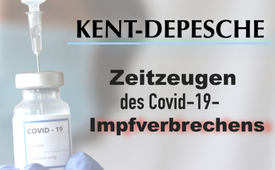 KENT-DEPESCHE
Zeitzeugen
des Covid-19-
Impfverbrechens
COVID - 19